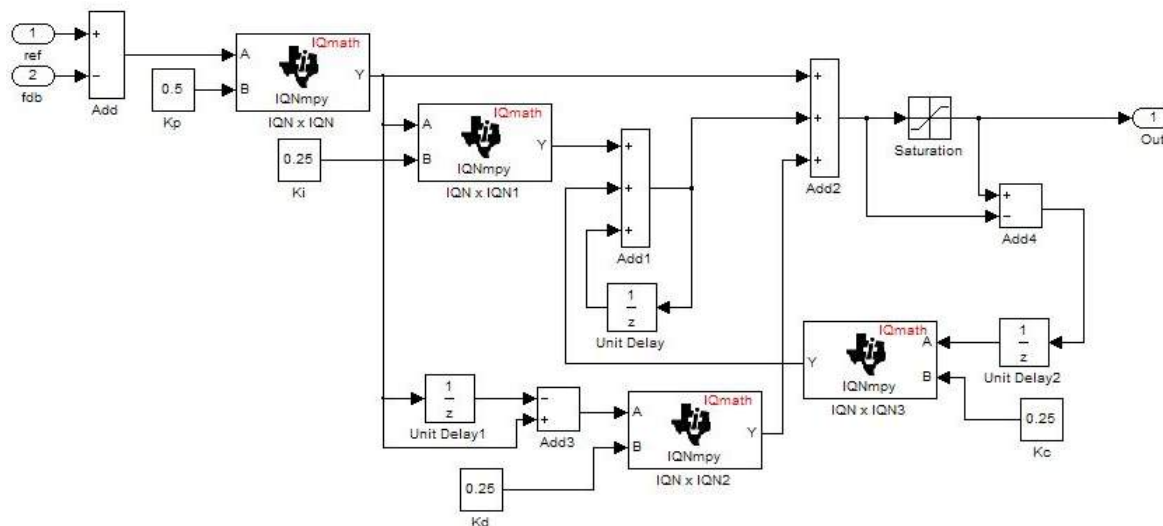 1
ref
2
fdb
+
−
Add
0.5
Kp
IQmath
A
B
Y
IQNmpy
IQN x IQN
0.25
Ki
IQmath
A
B
Y
IQNmpy
IQN x IQN1
+
+
+
Add1
1
z
Unit Delay
+
+
+
Add2
Saturation
1
Out
+
−
Add4
1
z
Unit Delay2
IQmath
Y
A
B
IQNmpy
IQN x IQN3
0.25
Kc
1
z
Unit Delay1
−
+
Add3
IQmath
A
B
Y
IQNmpy
IQN x IQN2
0.25
Kd